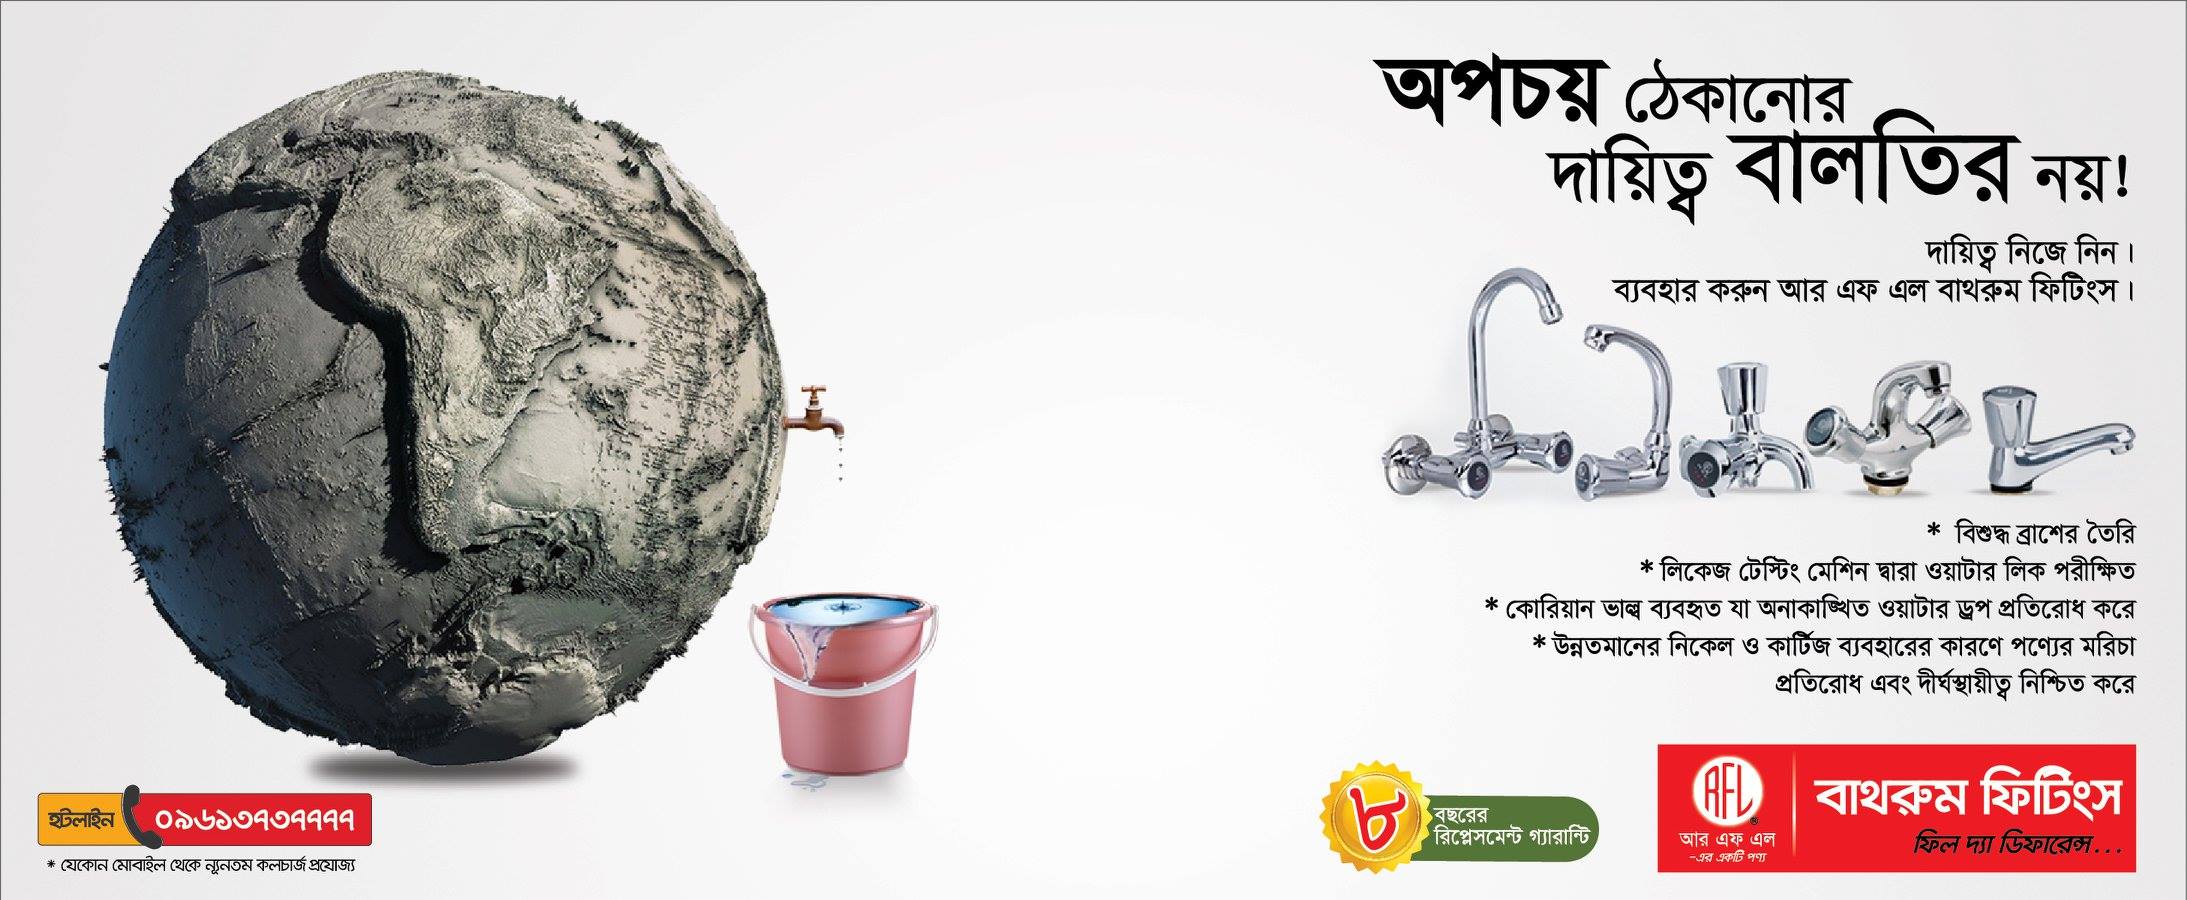 অপচয় ঠেকানোর
দায়িত্ব বালতির নয়!
দায়িত্ব নিজে নিন।
ব্যবহার করুন আর এফ এল বাথরুম ফিটিংস।
* বিশুদ্ধ ব্রাশের তৈরি
* লিকেজ টেস্টিং মেশিন দ্বারা ওয়াটার লিক পরীক্ষিত
* কোরিয়ান ভাল্ব ব্যবহৃত যা অনাকাঙ্খিত ওয়াটার ড্রপ প্রতিরোধ করে
* উন্নতমানের নিকেল ও কার্টিজ ব্যবহারের কারণে পণ্যের মরিচা
প্রতিরোধ এবং দীর্ঘস্থায়ীত্ব নিশ্চিত করে
হটলাইন ০৯৬১৩৭৩৭৭৭৭
* যেকোন মোবাইল থেকে ন্যূনতম কলচার্জ প্রযোজ্য
৮ বছরের
রিপ্লেসমেন্ট গ্যারান্টি
RFL®
আর এফ এল
-এর একটি পণ্য
বাথরুম ফিটিংস
ফিল দ্যা ডিফারেন্স...